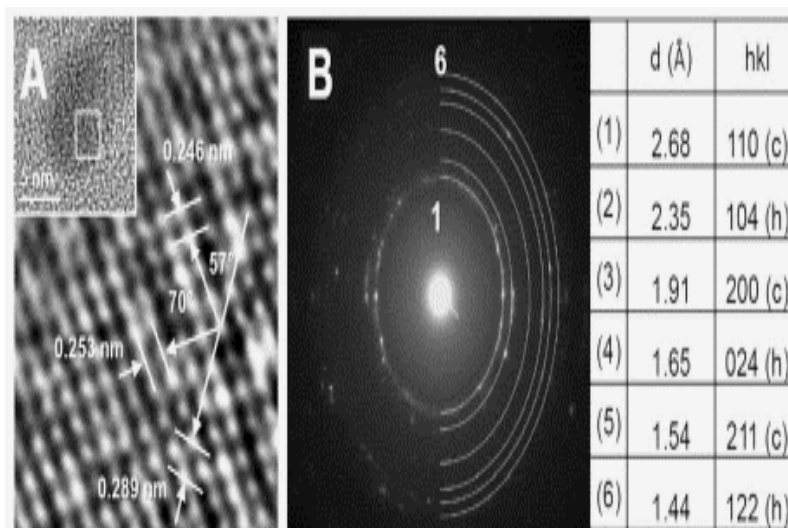 A
5 nm
0.246 nm
57°
70°
0.253 nm
0.289 nm
B
6
1
d (Å) hkl
(1) 2.68 110 (c)
(2) 2.35 104 (h)
(3) 1.91 200 (c)
(4) 1.65 024 (h)
(5) 1.54 211 (c)
(6) 1.44 122 (h)